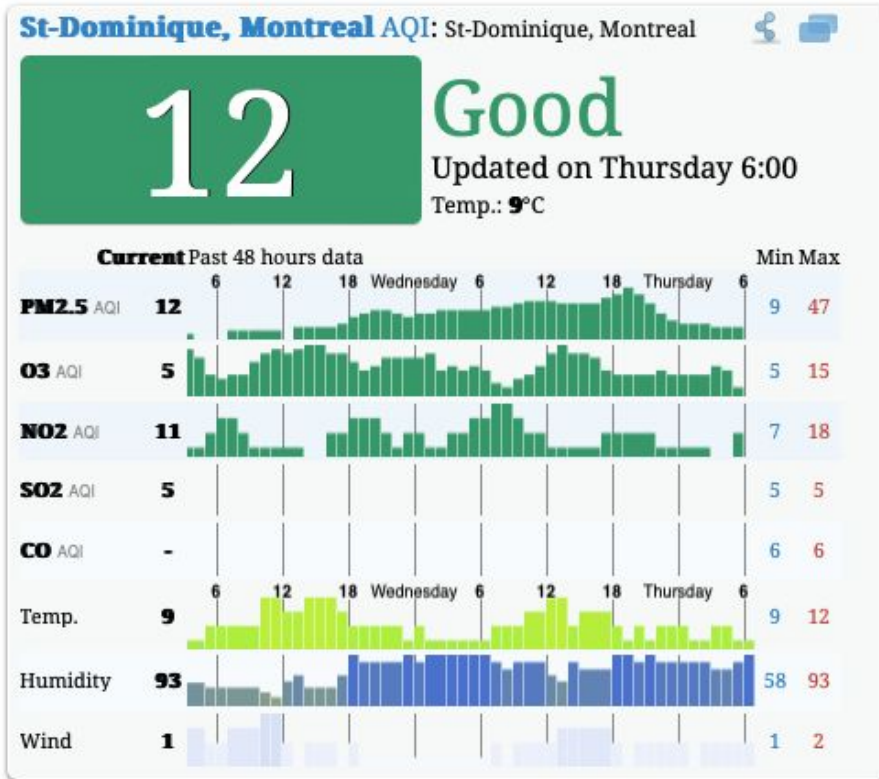 St-Dominique, Montreal AQI: St-Dominique, Montreal
12
Good
Updated on Thursday 6:00
Temp.: 9°C
Current Past 48 hours data Min Max
6 12 18 Wednesday 6 12 18 Thursday 6
PM2.5 AQI 12 9 47
O3 AQI 5 5 15
NO2 AQI 11 7 18
SO2 AQI 5 5 5
CO AQI - 6 6
6 12 18 Wednesday 6 12 18 Thursday 6
Temp. 9 9 12
Humidity 93 58 93
Wind 1 1 2